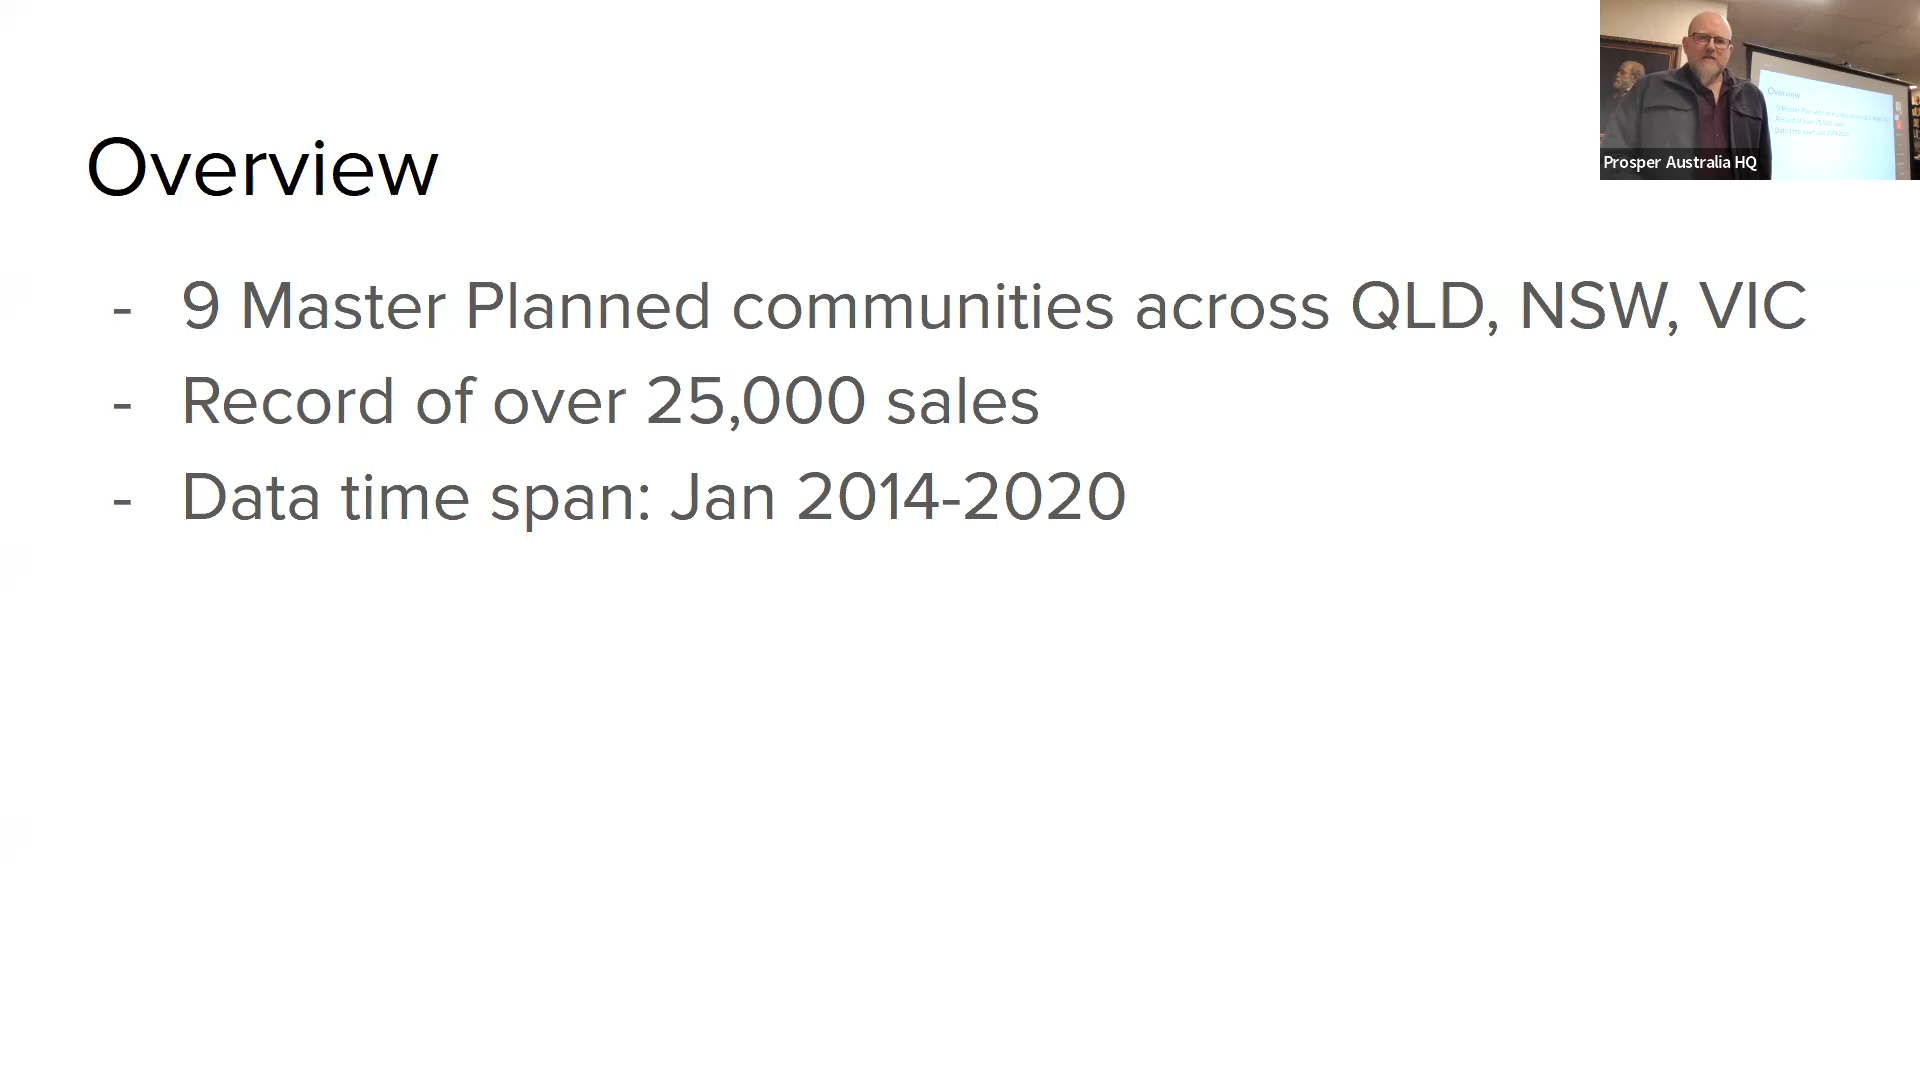 Overview
- 9 Master Planned communities across QLD, NSW, VIC
- Record of over 25,000 sales
- Data time span: Jan 2014-2020
Prosper Australia HQ
Overview